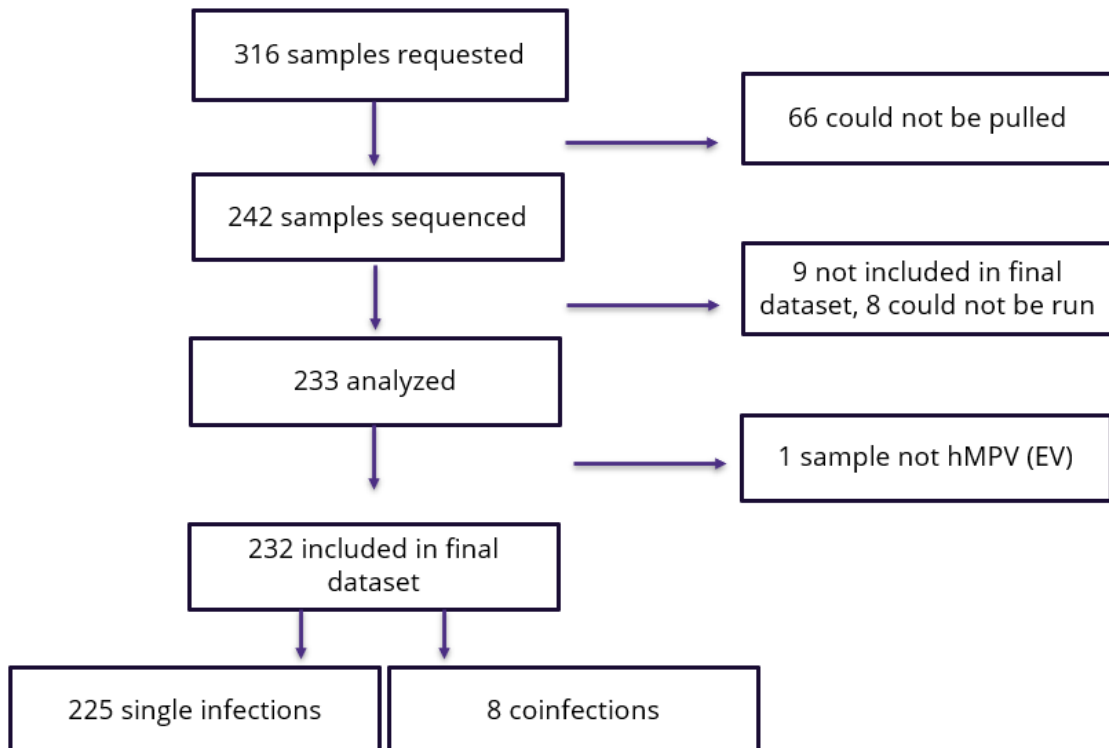 316 samples requested
66 could not be pulled
242 samples sequenced
9 not included in final
dataset, 8 could not be run
233 analyzed
1 sample not hMPV (EV)
232 included in final
dataset
225 single infections
8 coinfections